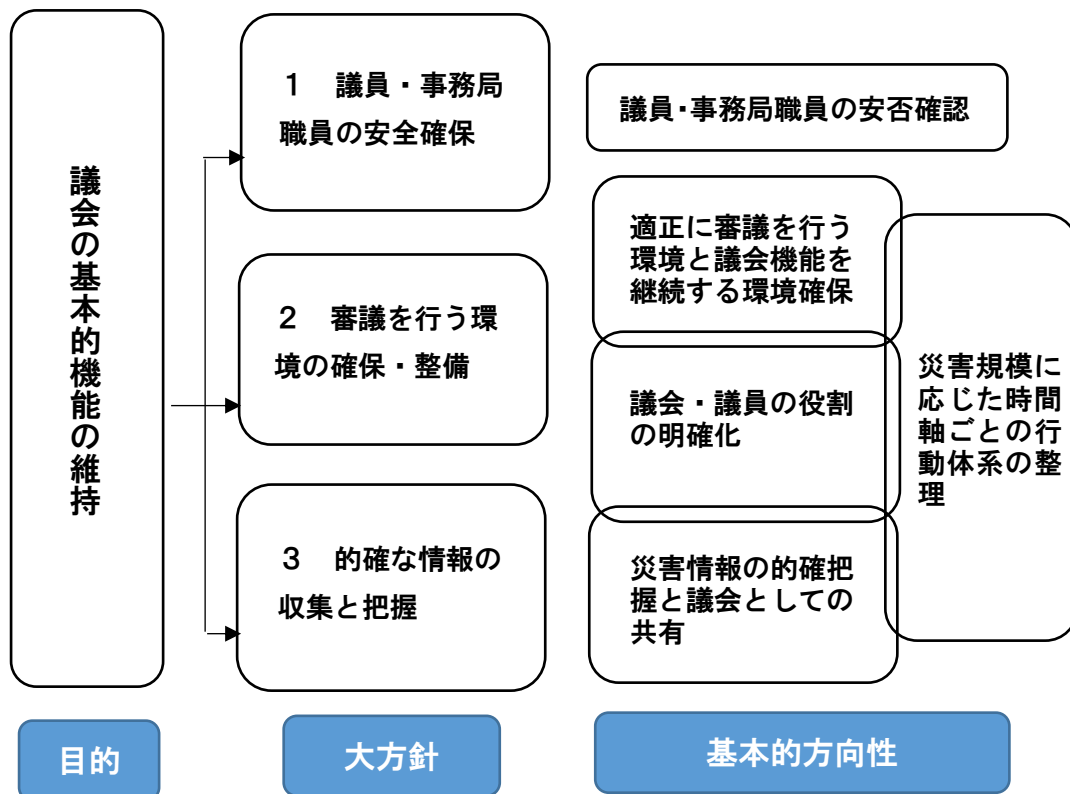 議会の基本的機能の維持
１　議員・事務局
職員の安全確保
２　審議を行う環
境の確保・整備
３　的確な情報の
収集と把握
議員・事務局職員の安否確認
適正に審議を行う
環境と議会機能を
継続する環境確保
議会・議員の役割
の明確化
災害情報の的確把
握と議会としての
共有
災害規模に
応じた時間
軸ごとの行
動体系の整
理
目的
大方針
基本的方向性